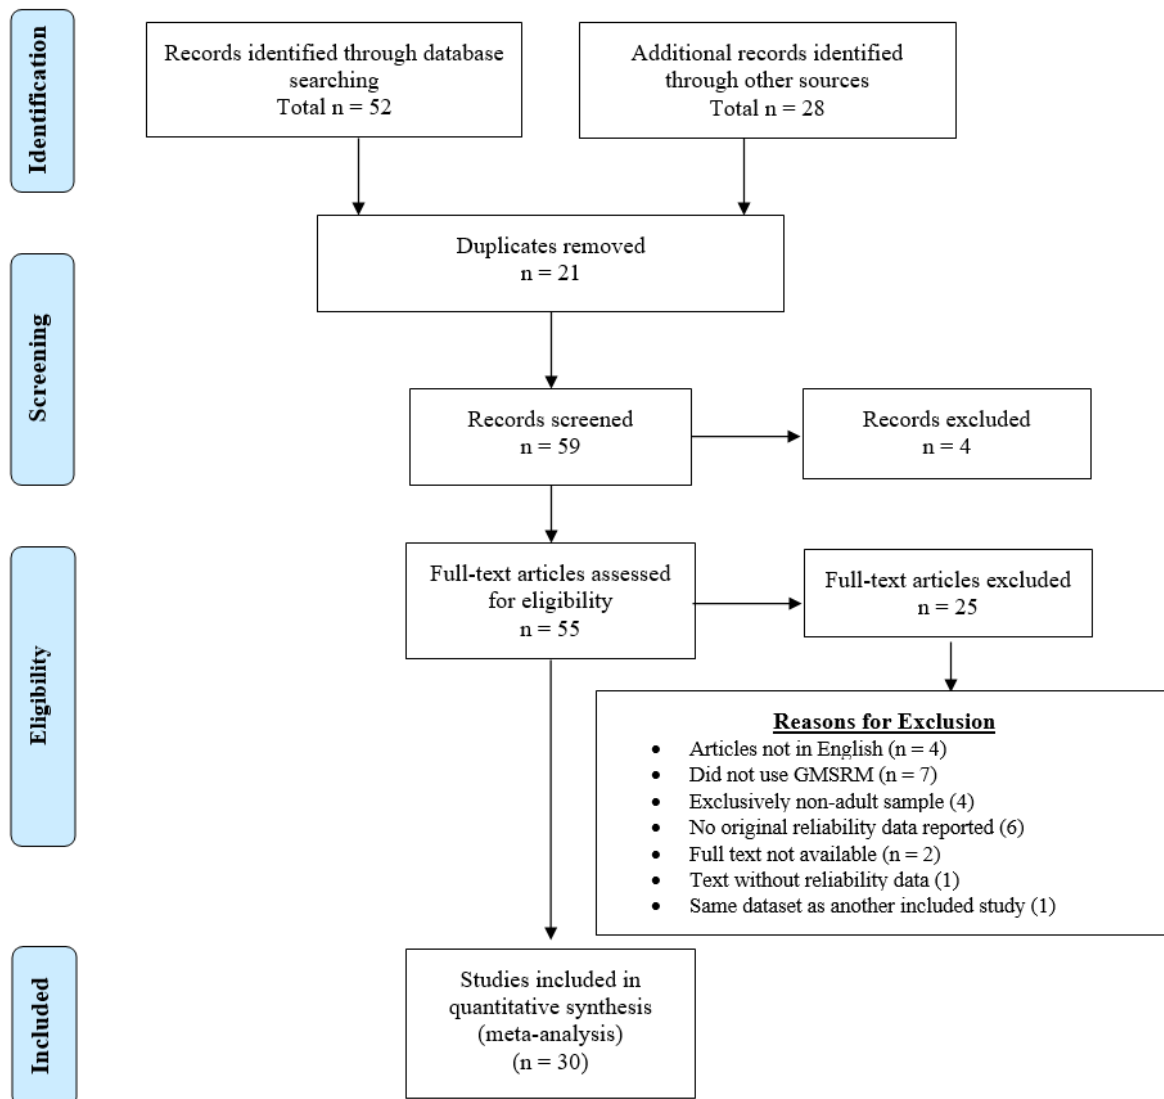 Identification
Records identified through database
searching
Total n = 52
Additional records identified
through other sources
Total n = 28
Duplicates removed
n = 21
Screening
Records screened
n = 59
Records excluded
n = 4
Eligibility
Full-text articles assessed
for eligibility
n = 55
Full-text articles excluded
n = 25
Reasons for Exclusion
• Articles not in English (n = 4)
• Did not use GMSRM (n = 7)
• Exclusively non-adult sample (4)
• No original reliability data reported (6)
• Full text not available (n = 2)
• Text without reliability data (1)
• Same dataset as another included study (1)
Included
Studies included in
quantitative synthesis
(meta-analysis)
(n = 30)